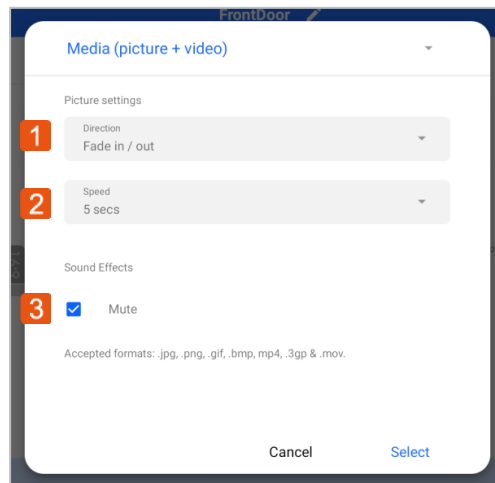 FrontDoor
Media (picture + video)
Picture settings
1
Direction
Fade in / out
2
Speed
5 secs
Sound Effects
3
Mute
Accepted formats: .jpg, .png, .gif, .bmp, mp4, .3gp & .mov.
Cancel Select